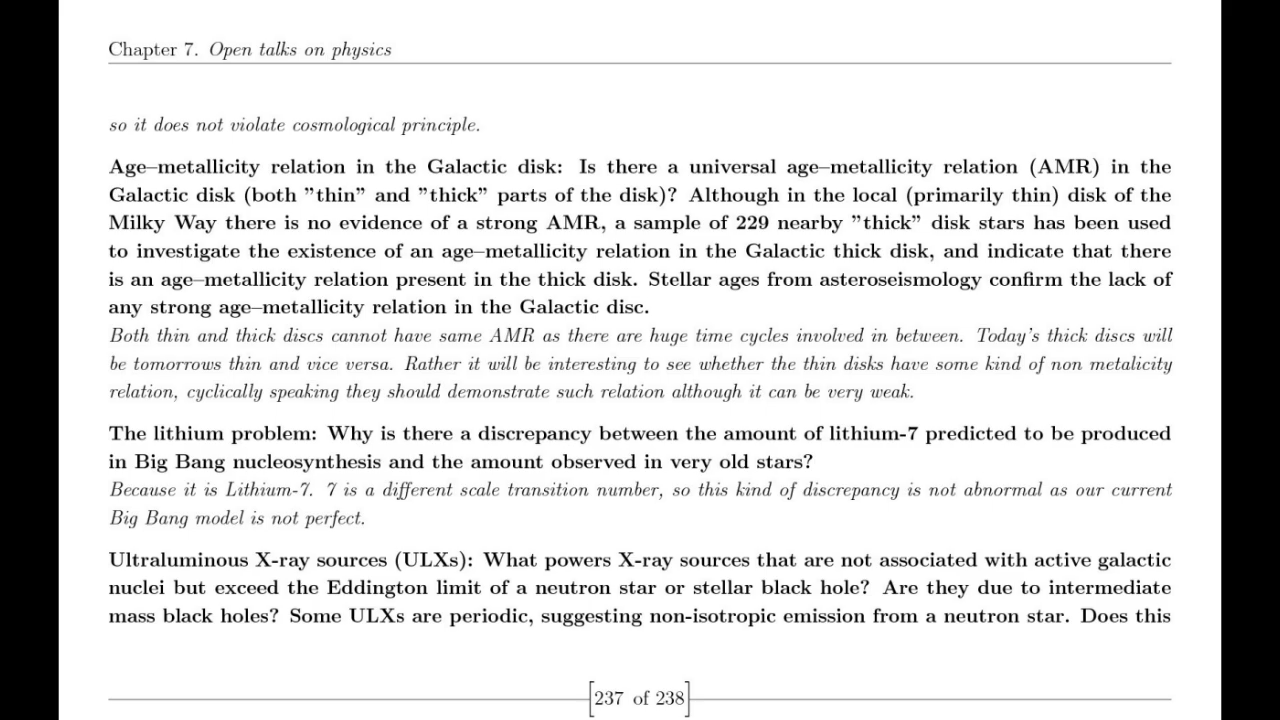 Chapter 7. Open talks on physics
so it does not violate cosmological principle.
Age–metallicity relation in the Galactic disk: Is there a universal age–metallicity relation (AMR) in the
Galactic disk (both ”thin” and ”thick” parts of the disk)? Although in the local (primarily thin) disk of the
Milky Way there is no evidence of a strong AMR, a sample of 229 nearby ”thick” disk stars has been used
to investigate the existence of an age–metallicity relation in the Galactic thick disk, and indicate that there
is an age–metallicity relation present in the thick disk. Stellar ages from asteroseismology confirm the lack of
any strong age–metallicity relation in the Galactic disc.
Both thin and thick discs cannot have same AMR as there are huge time cycles involved in between. Today's thick discs will
be tomorrows thin and vice versa. Rather it will be interesting to see whether the thin disks have some kind of non metalicity
relation, cyclically speaking they should demonstrate such relation although it can be very weak.
The lithium problem: Why is there a discrepancy between the amount of lithium-7 predicted to be produced
in Big Bang nucleosynthesis and the amount observed in very old stars?
Because it is Lithium-7. 7 is a different scale transition number, so this kind of discrepancy is not abnormal as our current
Big Bang model is not perfect.
Ultraluminous X-ray sources (ULXs): What powers X-ray sources that are not associated with active galactic
nuclei but exceed the Eddington limit of a neutron star or stellar black hole? Are they due to intermediate
mass black holes? Some ULXs are periodic, suggesting non-isotropic emission from a neutron star. Does this
237 of 238